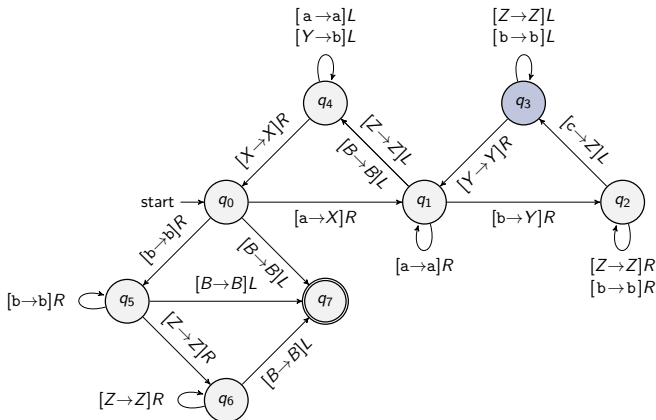 [a→a]L
[Y→b]L
[Z→Z]L
[b→b]L
q4
q3
[X→X]R
[Z→Z]L
[B→B]L
[Y→Y]R
[c→Z]L
start
q0
[a→X]R
q1
[b→Y]R
q2
[b→b]R
[B→B]L
[a→a]R
[Z→Z]R
[b→b]R
[b→b]R
q5
[B→B]L
q7
[Z→Z]R
[B→B]L
[Z→Z]R
q6